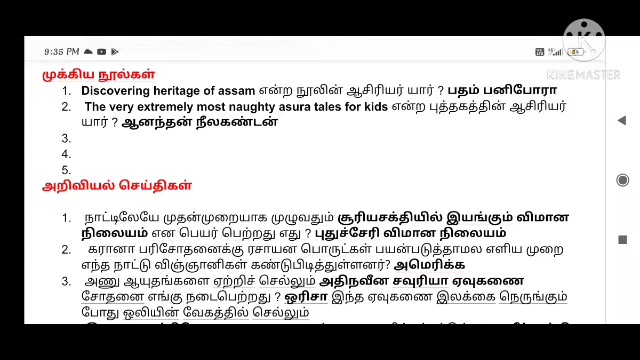 9:35 PM
KINEMASTER
முக்கிய நூல்கள்
1. Discovering heritage of assam என்ற நூலின் ஆசிரியர் யார் ? பதம் பனிபோரா
2. The very extremely most naughty asura tales for kids என்ற புத்தகத்தின் ஆசிரியர்
யார் ? ஆனந்தன் நீலகண்டன்
3.
4.
5.
அறிவியல் செய்திகள்
1. நாட்டிலேயே முதன்முறையாக முழுவதும் சூரியசக்தியில் இயங்கும் விமான
நிலையம் என பெயர் பெற்றது எது ? புதுச்சேரி விமான நிலையம்
2. கரானா பரிசோதனைக்கு ரசாயன பொருட்கள் பயன்படுத்தாமல எளிய முறை
எந்த நாட்டு விஞ்ஞானிகள் கண்டுபிடித்துள்ளனர்? அமெரிக்க
3. அணு ஆயுதங்களை ஏற்றிச் செல்லும் அதிநவீன சவுரியா ஏவுகணை
சோதனை எங்கு நடைபெற்றது ? ஒரிசா இந்த ஏவுகணை இலக்கை நெருங்கும்
போது ஒலியின் வேகத்தில் செல்லும்